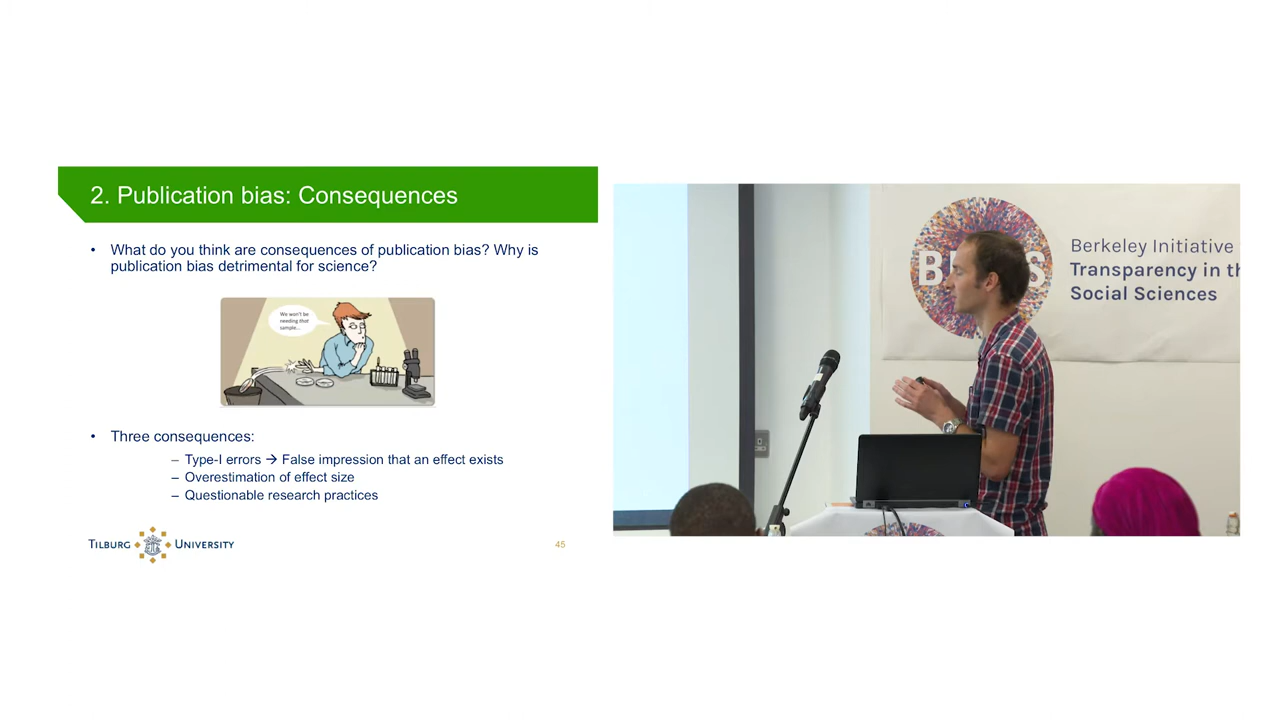 2. Publication bias: Consequences
• What do you think are consequences of publication bias? Why is
publication bias detrimental for science?
We won't be
needing that
sample...
• Three consequences:
– Type-I errors → False impression that an effect exists
– Overestimation of effect size
– Questionable research practices
TILBURG UNIVERSITY
45
B S
Berkeley Initiative
Transparency in th
Social Sciences